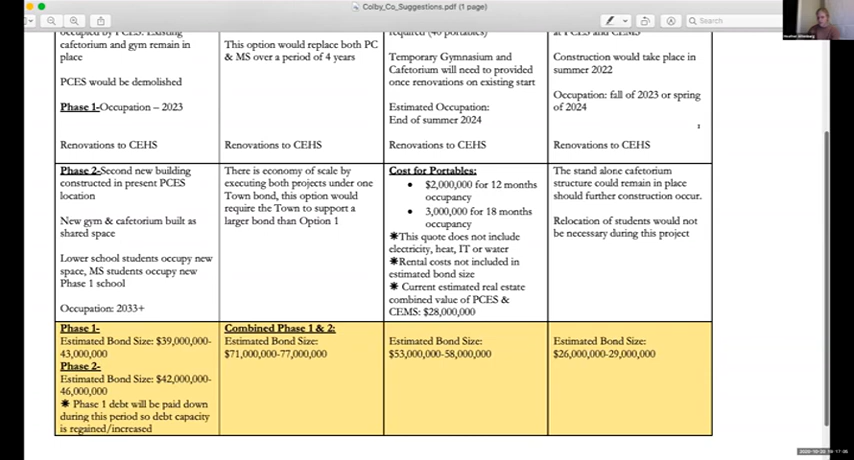 Colby_Co_Suggestions.pdf (1 page)
Search
cafetorium and gym remain in
place
PCES would be demolished
Phase 1-Occupation – 2023
Renovations to CEHS
This option would replace both PC
& MS over a period of 4 years
Renovations to CEHS
Temporary Gymnasium and
Cafetorium will need to provided
once renovations on existing start
Estimated Occupation:
End of summer 2024
Renovations to CEHS
Construction would take place in
summer 2022
Occupation: fall of 2023 or spring
of 2024
Renovations to CEHS
Phase 2-Second new building
constructed in present PCES
location
New gym & cafetorium built as
shared space
Lower school students occupy new
space, MS students occupy new
Phase 1 school
Occupation: 2033+
There is economy of scale by
executing both projects under one
Town bond, this option would
require the Town to support a
larger bond than Option 1
Cost for Portables:
• $2,000,000 for 12 months
occupancy
• 3,000,000 for 18 months
occupancy
✷This quote does not include
electricity, heat, IT or water
✷Rental costs not included in
estimated bond size
✷ Current estimated real estate
combined value of PCES &
CEMS: $28,000,000
The stand alone cafetorium
structure could remain in place
should further construction occur.
Relocation of students would not
be necessary during this project
Phase 1-
Estimated Bond Size: $39,000,000-
43,000,000
Phase 2-
Estimated Bond Size: $42,000,000-
46,000,000
✷ Phase 1 debt will be paid down
during this period so debt capacity
is regained/increased
Combined Phase 1 & 2:
Estimated Bond Size:
$71,000,000-77,000,000
Estimated Bond Size:
$53,000,000-58,000,000
Estimated Bond Size:
$26,000,000-29,000,000